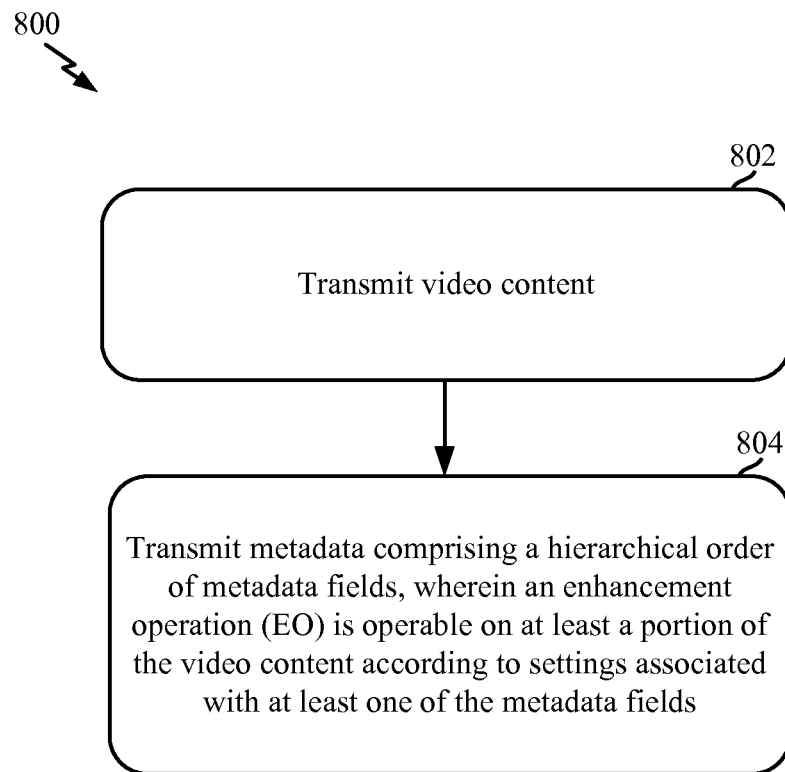 800
802
Transmit video content
804
Transmit metadata comprising a hierarchical order
of metadata fields, wherein an enhancement
operation (EO) is operable on at least a portion of
the video content according to settings associated
with at least one of the metadata fields